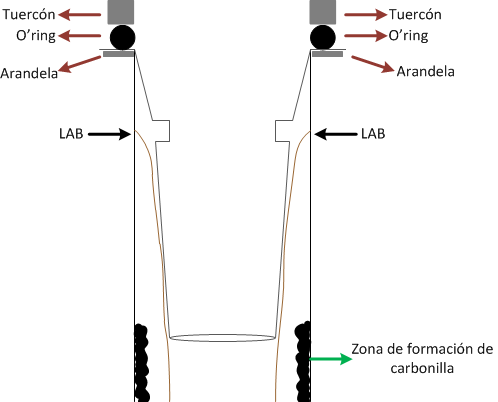 Tuercón
Tuercón
O'ring
O'ring
Arandela
Arandela
LAB
LAB
Zona de formación de
carbonilla